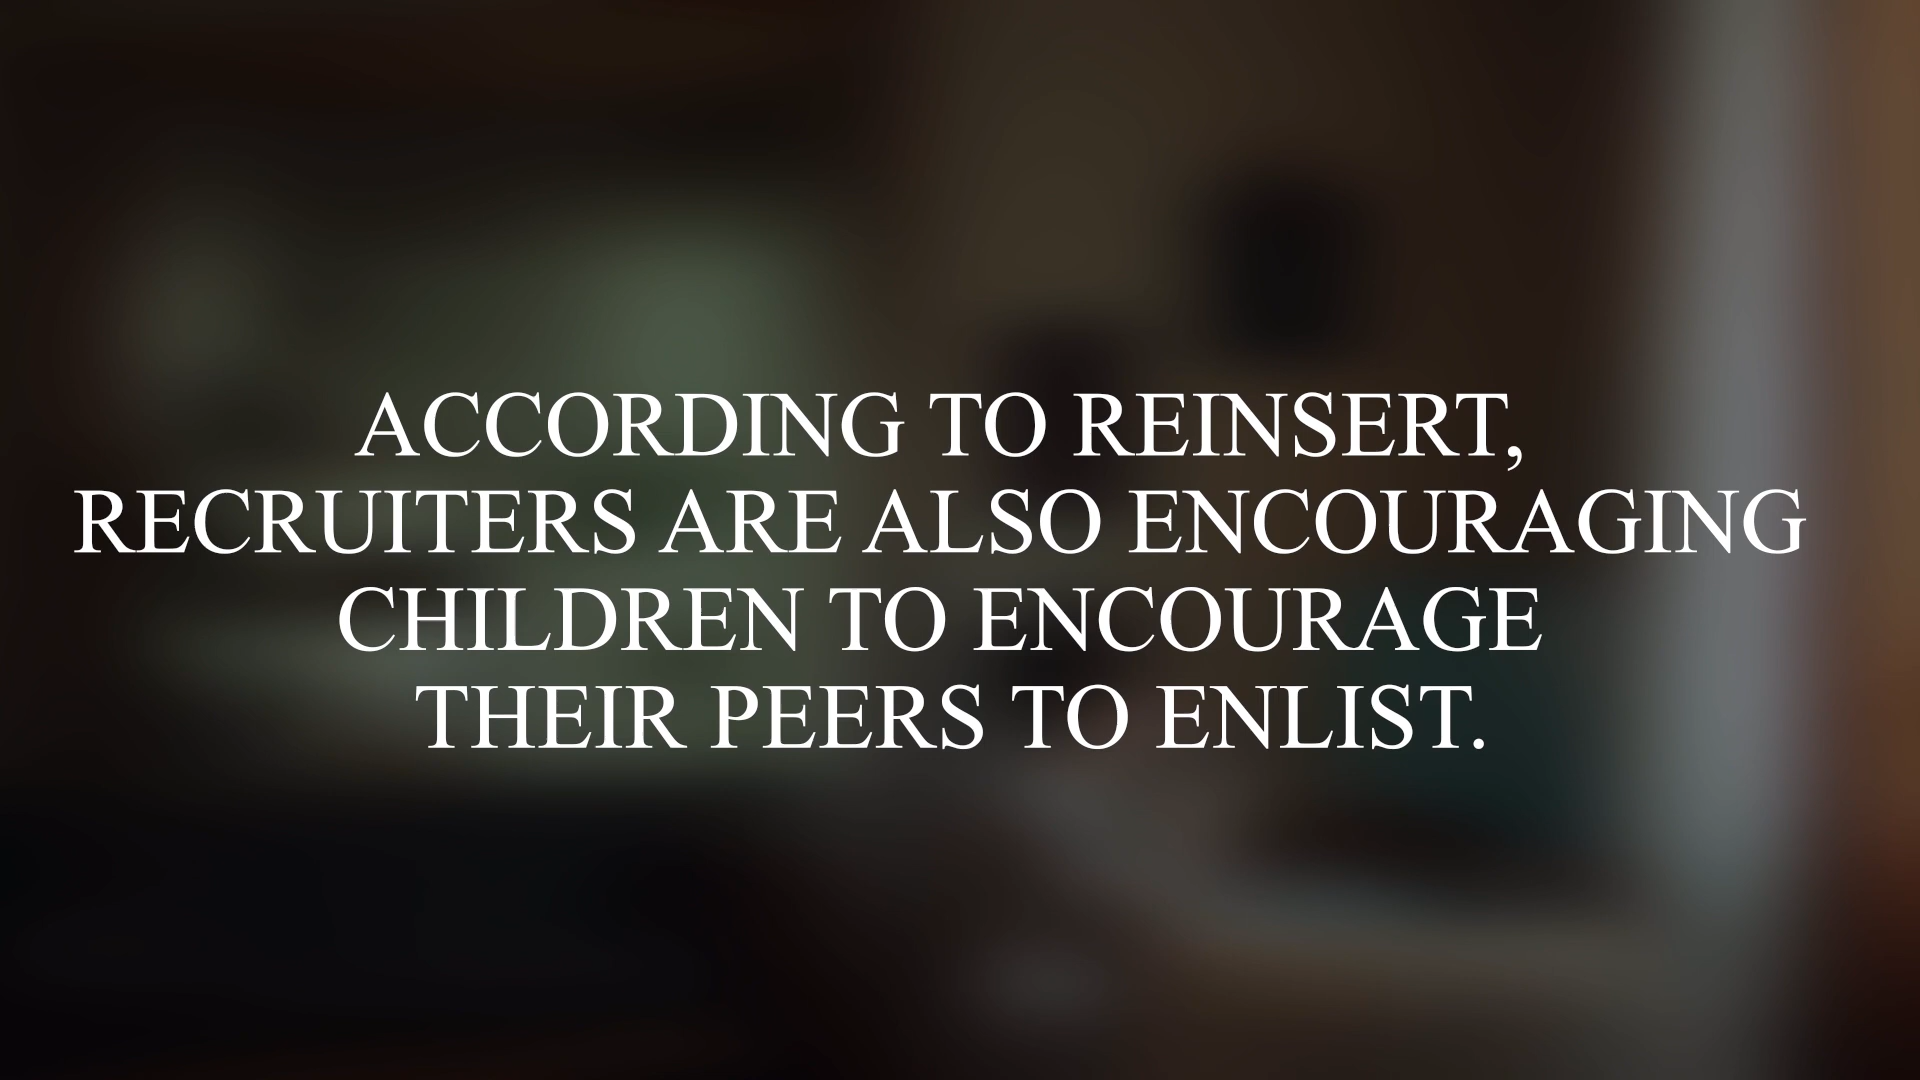 ACCORDING TO REINSERT,
RECRUITERS ARE ALSO ENCOURAGING
CHILDREN TO ENCOURAGE
THEIR PEERS TO ENLIST.